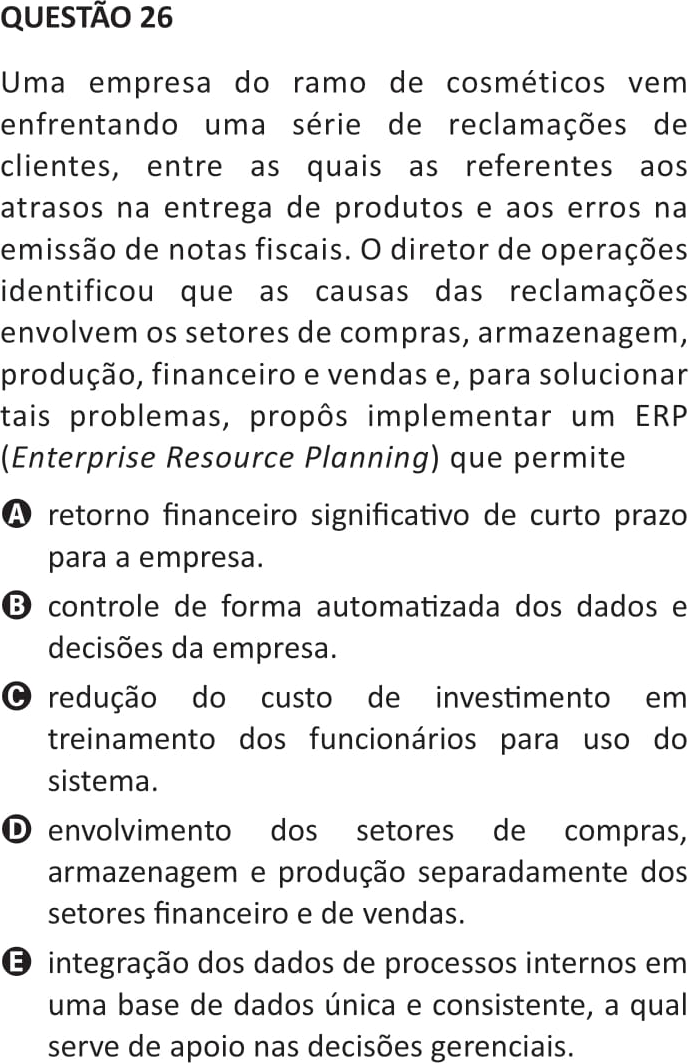 QUESTÃO 26
Uma empresa do ramo de cosméticos vem
enfrentando uma série de reclamações de
clientes, entre as quais as referentes aos
atrasos na entrega de produtos e aos erros na
emissão de notas fiscais. O diretor de operações
identificou que as causas das reclamações
envolvem os setores de compras, armazenagem,
produção, financeiro e vendas e, para solucionar
tais problemas, propôs implementar um ERP
(Enterprise Resource Planning) que permite
A retorno financeiro significativo de curto prazo
para a empresa.
B controle de forma automatizada dos dados e
decisões da empresa.
C redução do custo de investimento em
treinamento dos funcionários para uso do
sistema.
D envolvimento dos setores de compras,
armazenagem e produção separadamente dos
setores financeiro e de vendas.
E integração dos dados de processos internos em
uma base de dados única e consistente, a qual
serve de apoio nas decisões gerenciais.